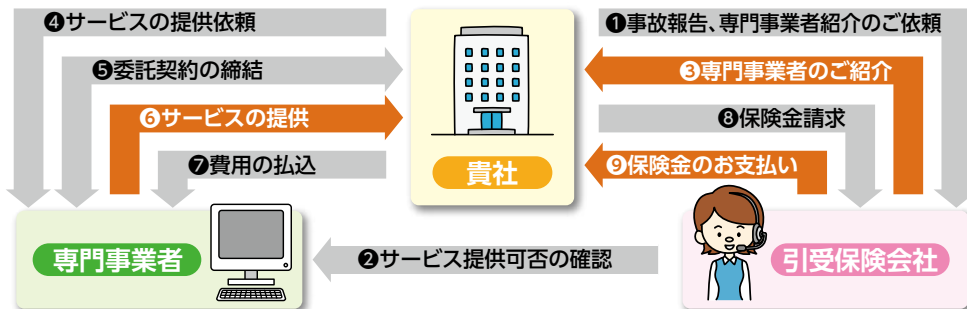 ❹サービスの提供依頼
❶事故報告、専門事業者紹介のご依頼
❺委託契約の締結
❸専門事業者のご紹介
❻サービスの提供
❽保険金請求
❼費用の払込
貴社
❾保険金のお支払い
専門事業者
❷サービス提供可否の確認
引受保険会社